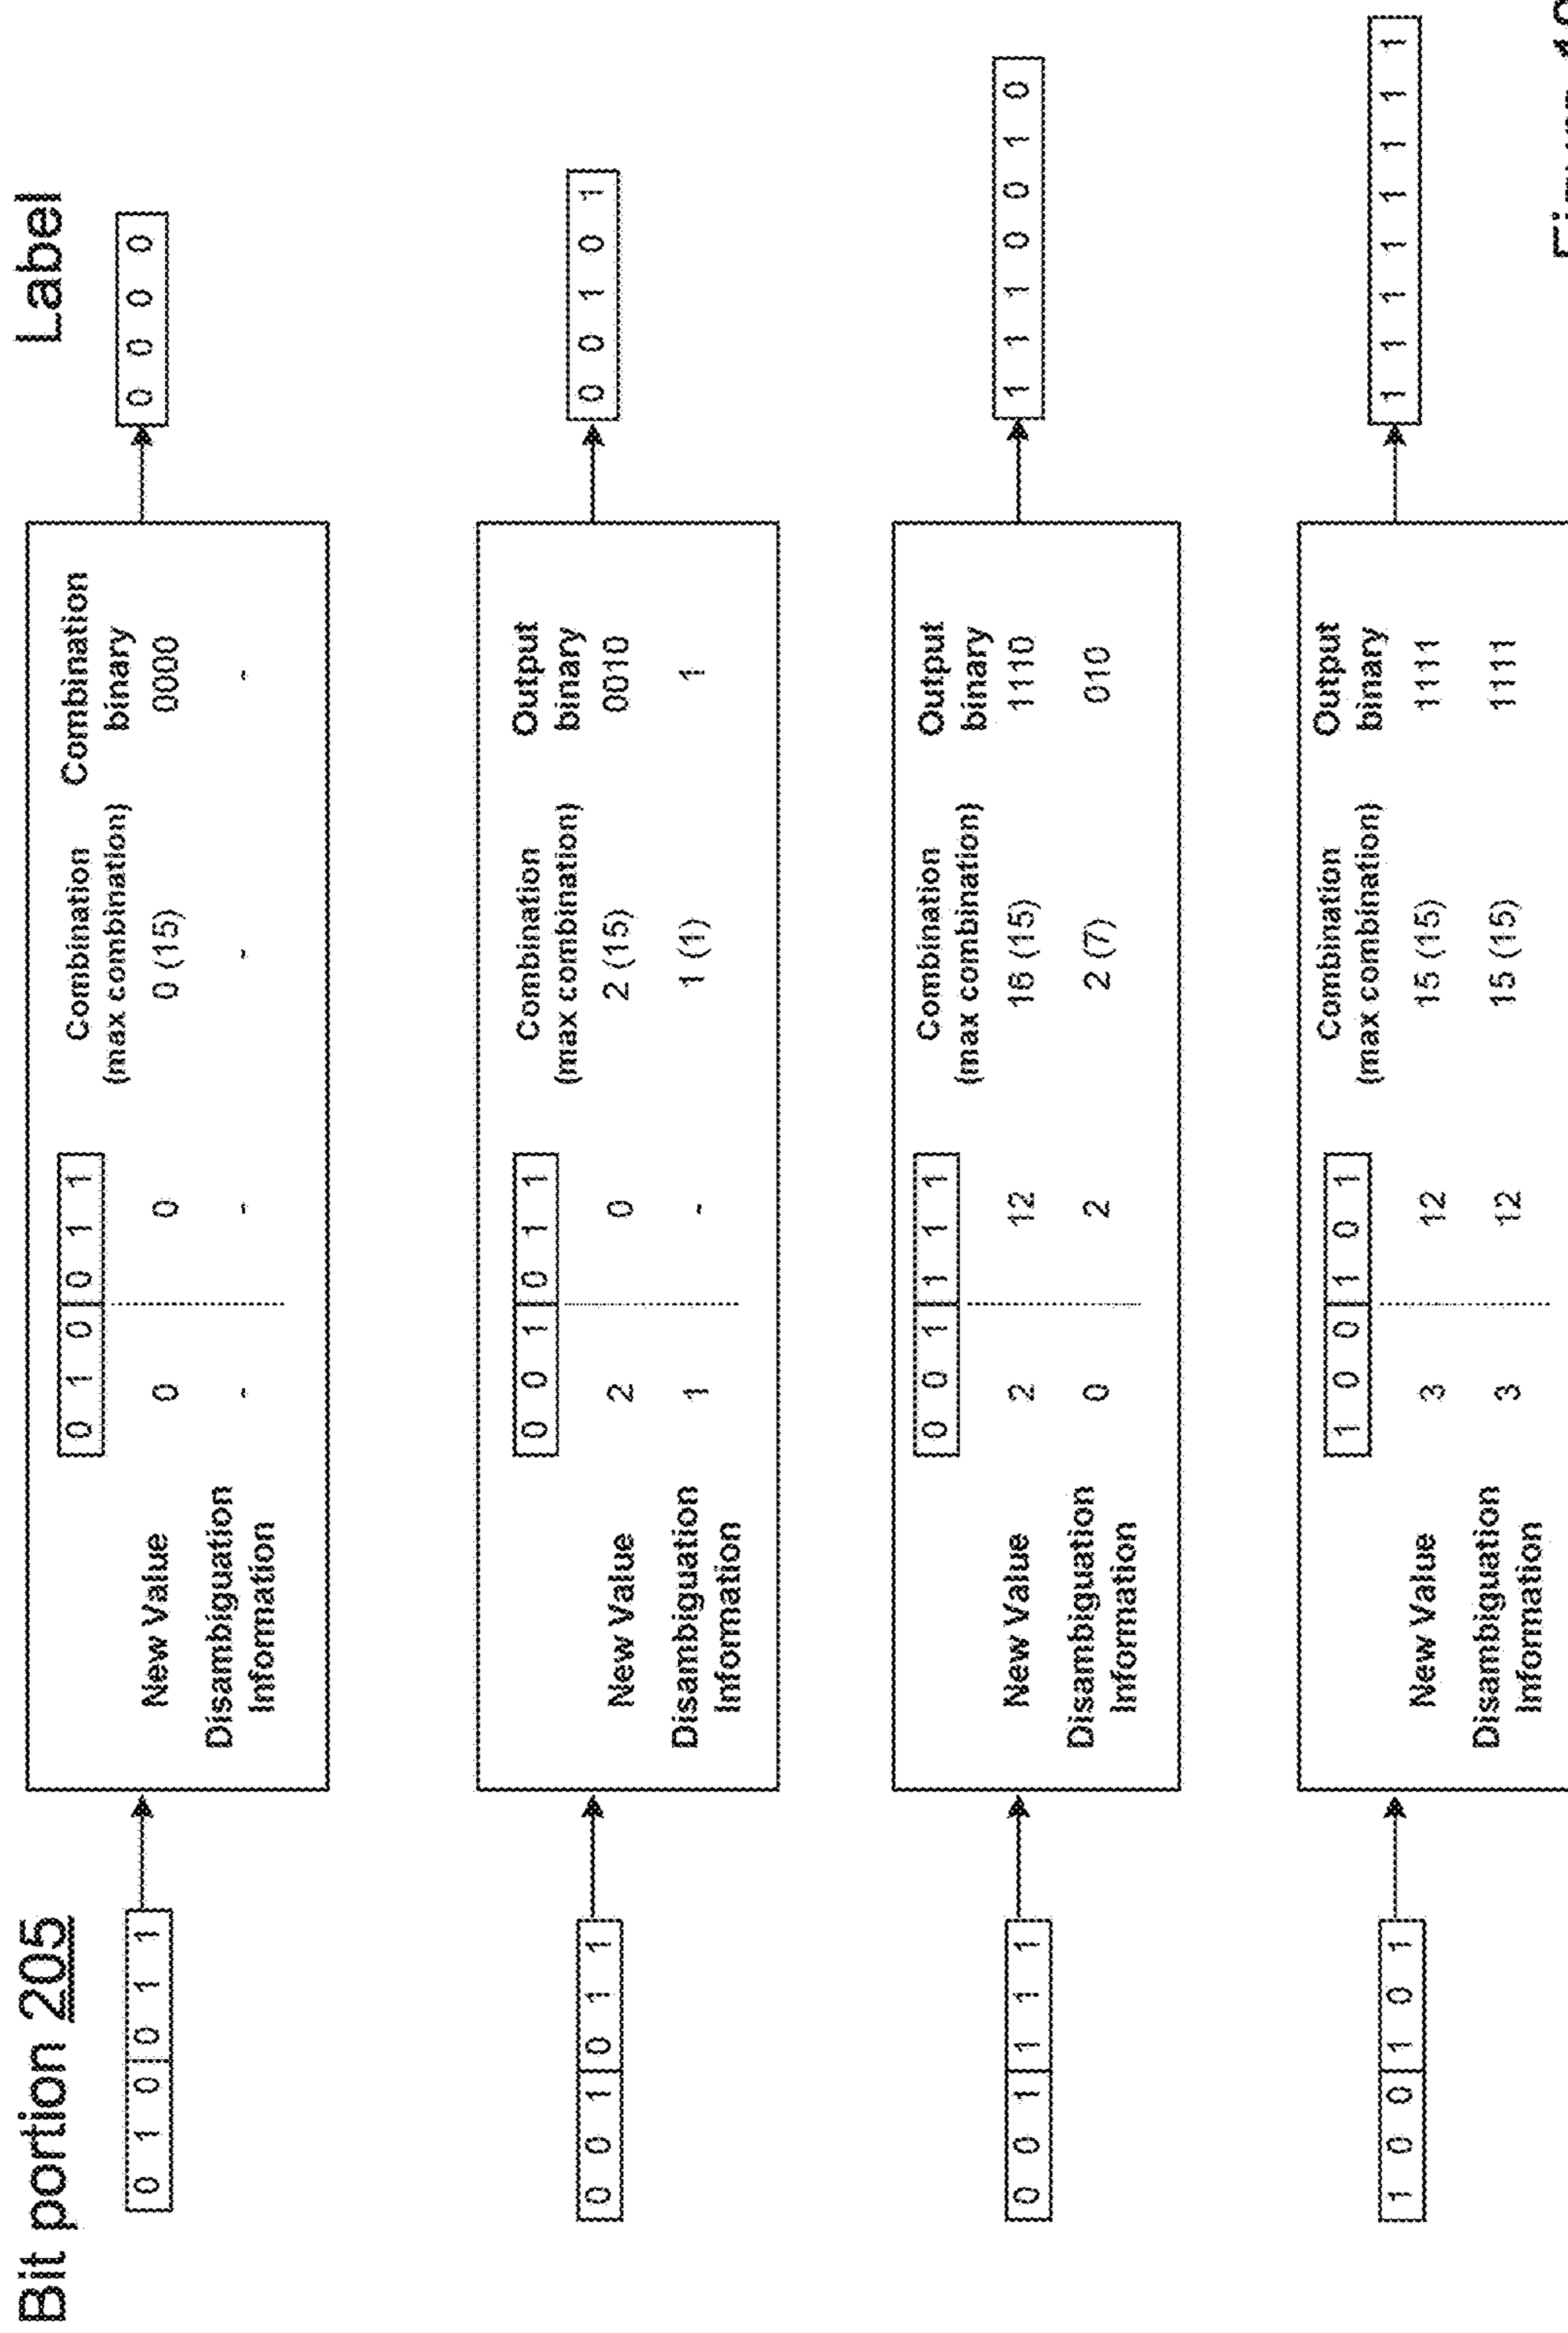 Bit portion 205
Label
0 1 0 0 1 1
0 1 0 0 1 1
Combination
(max combination)
Combination
binary
New Value 0 0 0 (15) 0000
Disambiguation
Information
- - - -
0 0 0 0
0 0 1 0 1 1
0 0 1 0 1 1
Combination
(max combination)
Output
binary
New Value 2 0 2 (15) 0010
Disambiguation
Information
1 - 1 (1) 1
0 0 1 0 1
0 0 1 1 1 1
0 0 1 1 1 1
Combination
(max combination)
Output
binary
New Value 2 12 18 (15) 1110
Disambiguation
Information
0 2 2 (7) 010
1 1 1 0 0 1 0
1 0 0 1 0 1
1 0 0 1 0 1
Combination
(max combination)
Output
binary
New Value 3 12 15 (15) 1111
Disambiguation
Information
3 12 15 (15) 1111
1 1 1 1 1 1 1 1